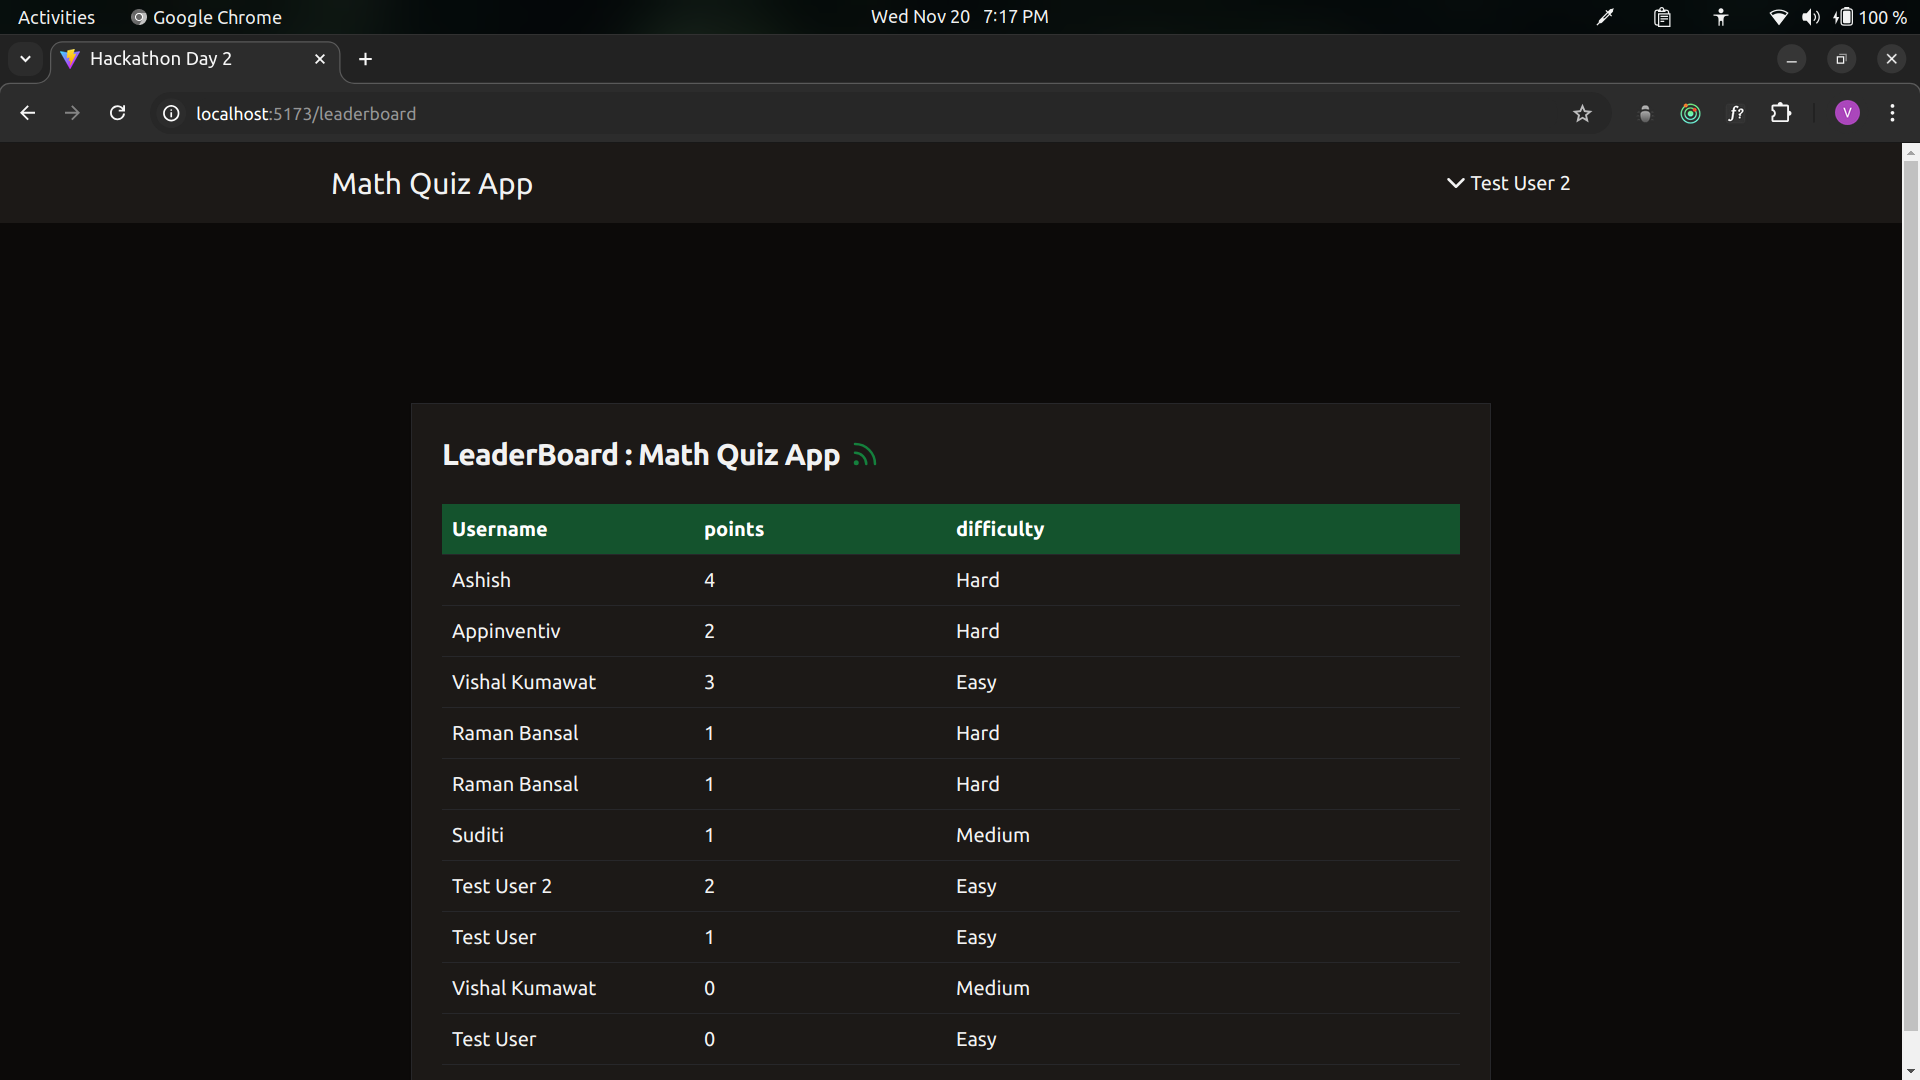 Activities Google Chrome Wed Nov 20 7:17 PM 100 %
Hackathon Day 2
localhost:5173/leaderboard f? V
Math Quiz App Test User 2
LeaderBoard : Math Quiz App
Username points difficulty
Ashish 4 Hard
Appinventiv 2 Hard
Vishal Kumawat 3 Easy
Raman Bansal 1 Hard
Raman Bansal 1 Hard
Suditi 1 Medium
Test User 2 2 Easy
Test User 1 Easy
Vishal Kumawat 0 Medium
Test User 0 Easy